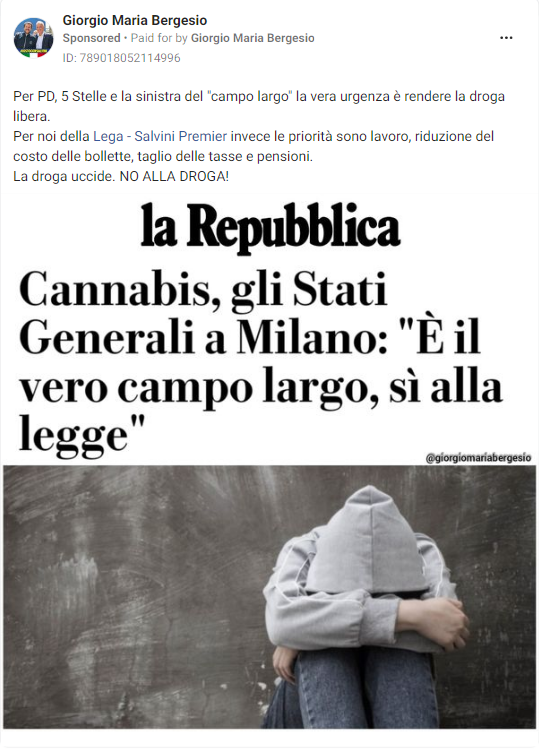 Giorgio Maria Bergesio
Sponsored • Paid for by Giorgio Maria Bergesio
ID: 789018052114996
Per PD, 5 Stelle e la sinistra del "campo largo" la vera urgenza è rendere la droga
libera.
Per noi della Lega - Salvini Premier invece le priorità sono lavoro, riduzione del
costo delle bollette, taglio delle tasse e pensioni.
La droga uccide. NO ALLA DROGA!
la Repubblica
Cannabis, gli Stati
Generali a Milano: "È il
vero campo largo, sì alla
legge"
@giorgiomariabergesio